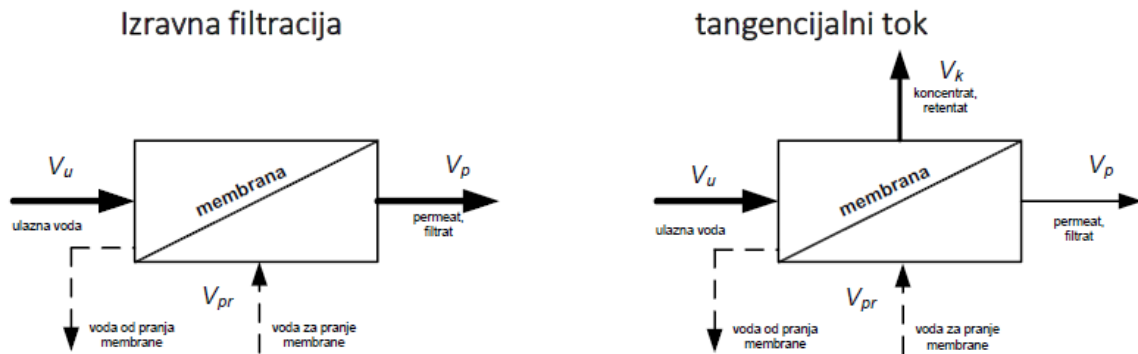 Izravna filtracija
V_u
ulazna voda
membrana
V_p
permeat,
filtrat
V_pr
voda od pranja
membrane
voda za pranje
membrane
tangencijalni tok
V_k
koncentrat,
retentat
V_u
ulazna voda
membrana
V_p
permeat,
filtrat
V_pr
voda od pranja
membrane
voda za pranje
membrane